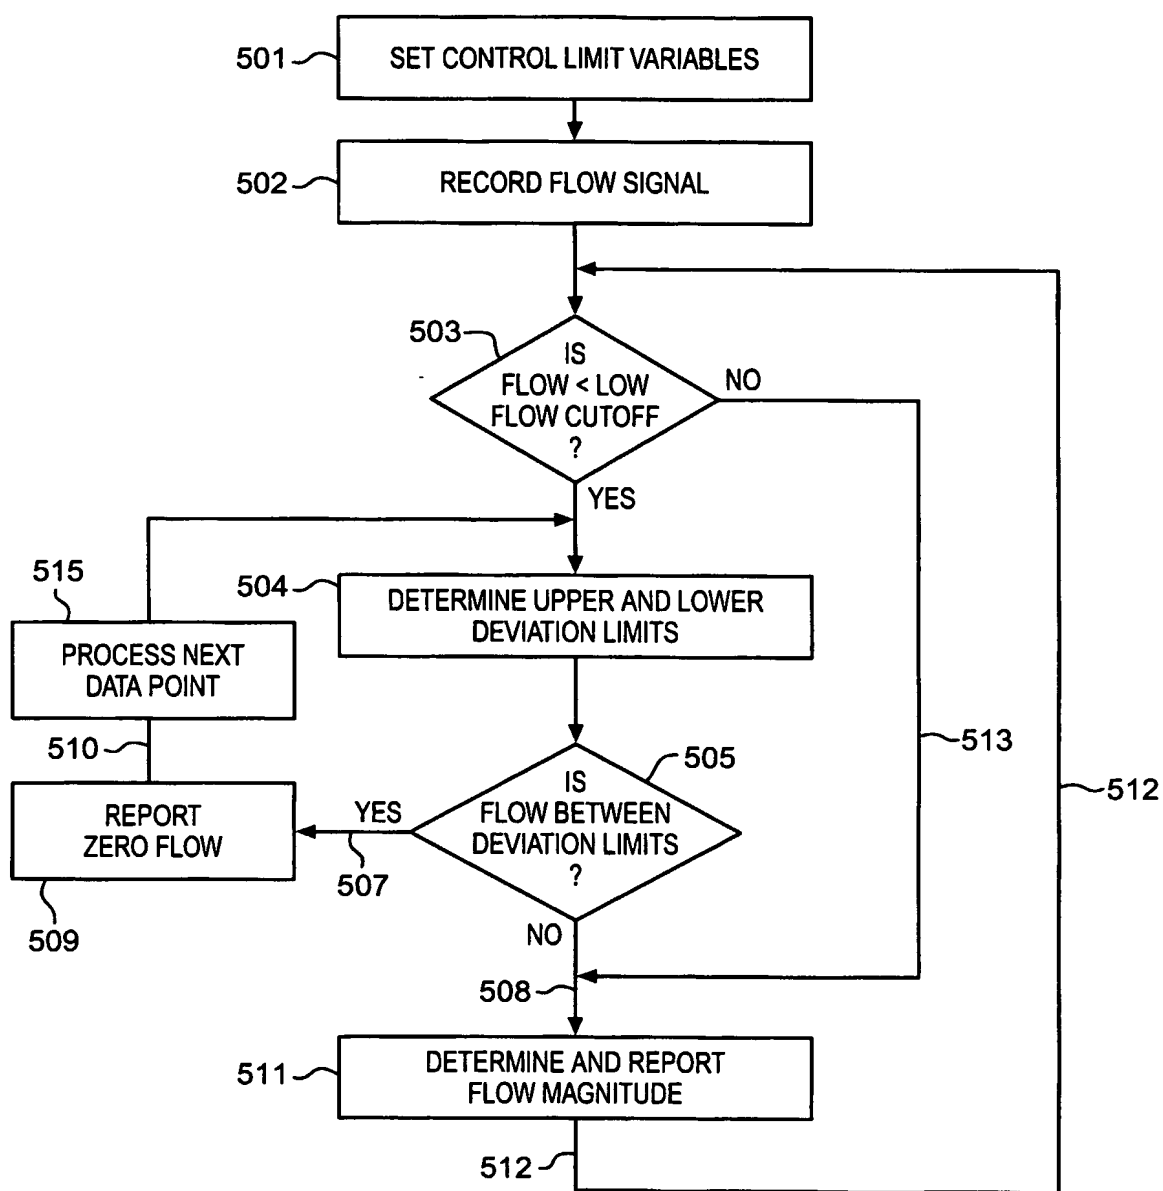 501
SET CONTROL LIMIT VARIABLES
502
RECORD FLOW SIGNAL
503
IS
FLOW < LOW
FLOW CUTOFF
?
NO
YES
515
PROCESS NEXT
DATA POINT
504
DETERMINE UPPER AND LOWER
DEVIATION LIMITS
510
505
513
512
REPORT
ZERO FLOW
YES
507
IS
FLOW BETWEEN
DEVIATION LIMITS
?
509
NO
508
511
DETERMINE AND REPORT
FLOW MAGNITUDE
512